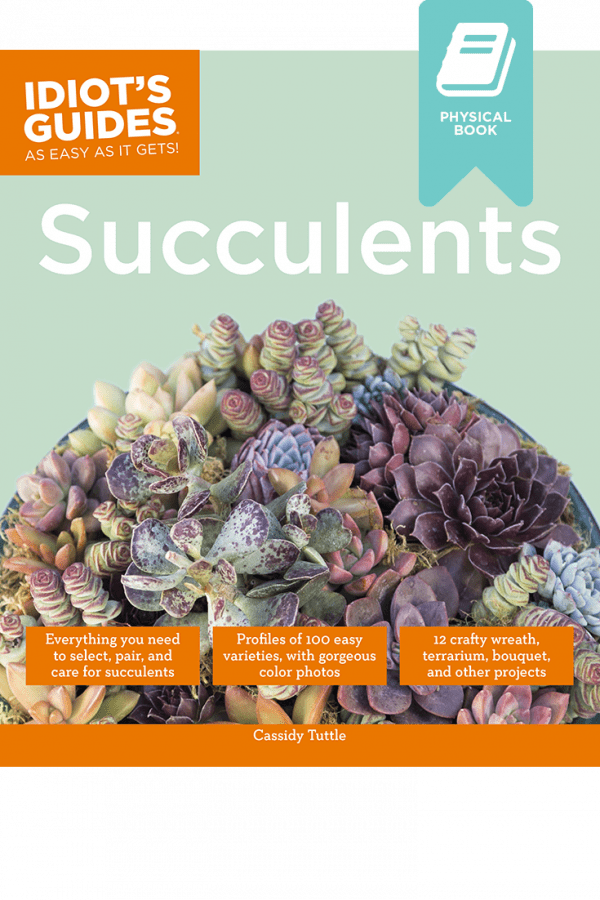 IDIOT'S
GUIDES®
AS EASY AS IT GETS!
PHYSICAL
BOOK
Succulents
Everything you need
to select, pair, and
care for succulents
Profiles of 100 easy
varieties, with gorgeous
color photos
12 crafty wreath,
terrarium, bouquet,
and other projects
Cassidy Tuttle